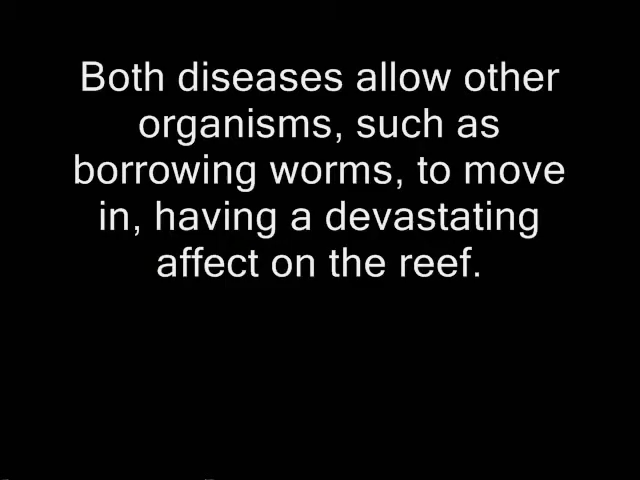 Both diseases allow other
organisms, such as
borrowing worms, to move
in, having a devastating
affect on the reef.